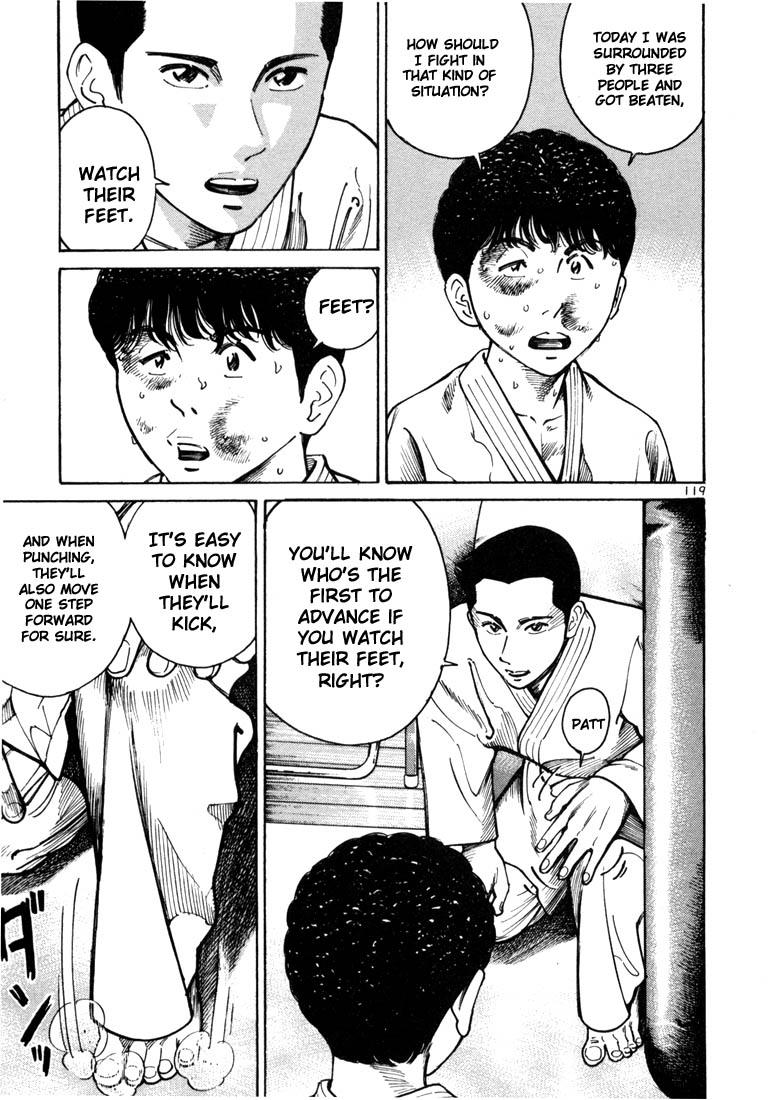 TODAY I WAS
SURROUNDED
BY THREE
PEOPLE AND
GOT BEATEN,
HOW SHOULD
I FIGHT IN
THAT KIND OF
SITUATION?
WATCH
THEIR
FEET.
FEET?
119
YOU'LL KNOW
WHO'S THE
FIRST TO
ADVANCE IF
YOU WATCH
THEIR FEET,
RIGHT?
PATT
IT'S EASY
TO KNOW
WHEN
THEY'LL
KICK,
AND WHEN
PUNCHING,
THEY'LL
ALSO MOVE
ONE STEP
FORWARD
FOR SURE.
ダンッ